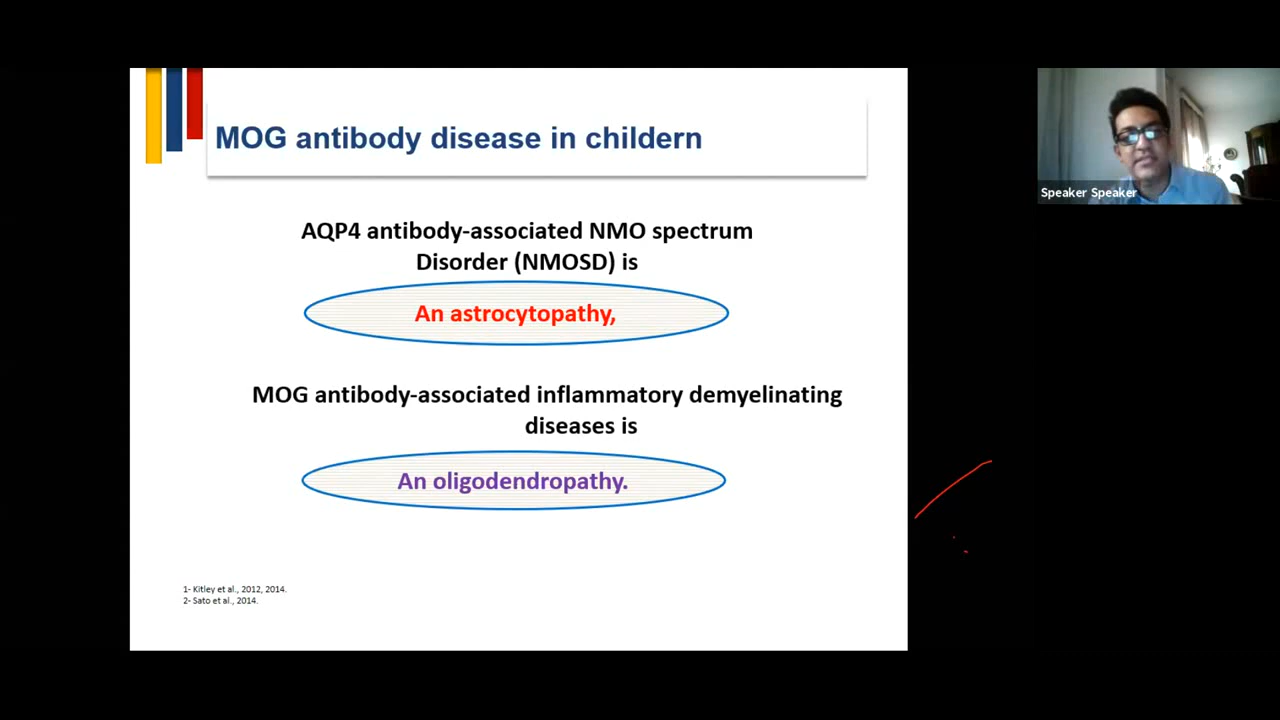 MOG antibody disease in childern
AQP4 antibody-associated NMO spectrum
Disorder (NMOSD) is
An astrocytopathy,
MOG antibody-associated inflammatory demyelinating
diseases is
An oligodendropathy.
1- Kitley et al., 2012, 2014.
2- Sato et al., 2014.
Speaker Speaker